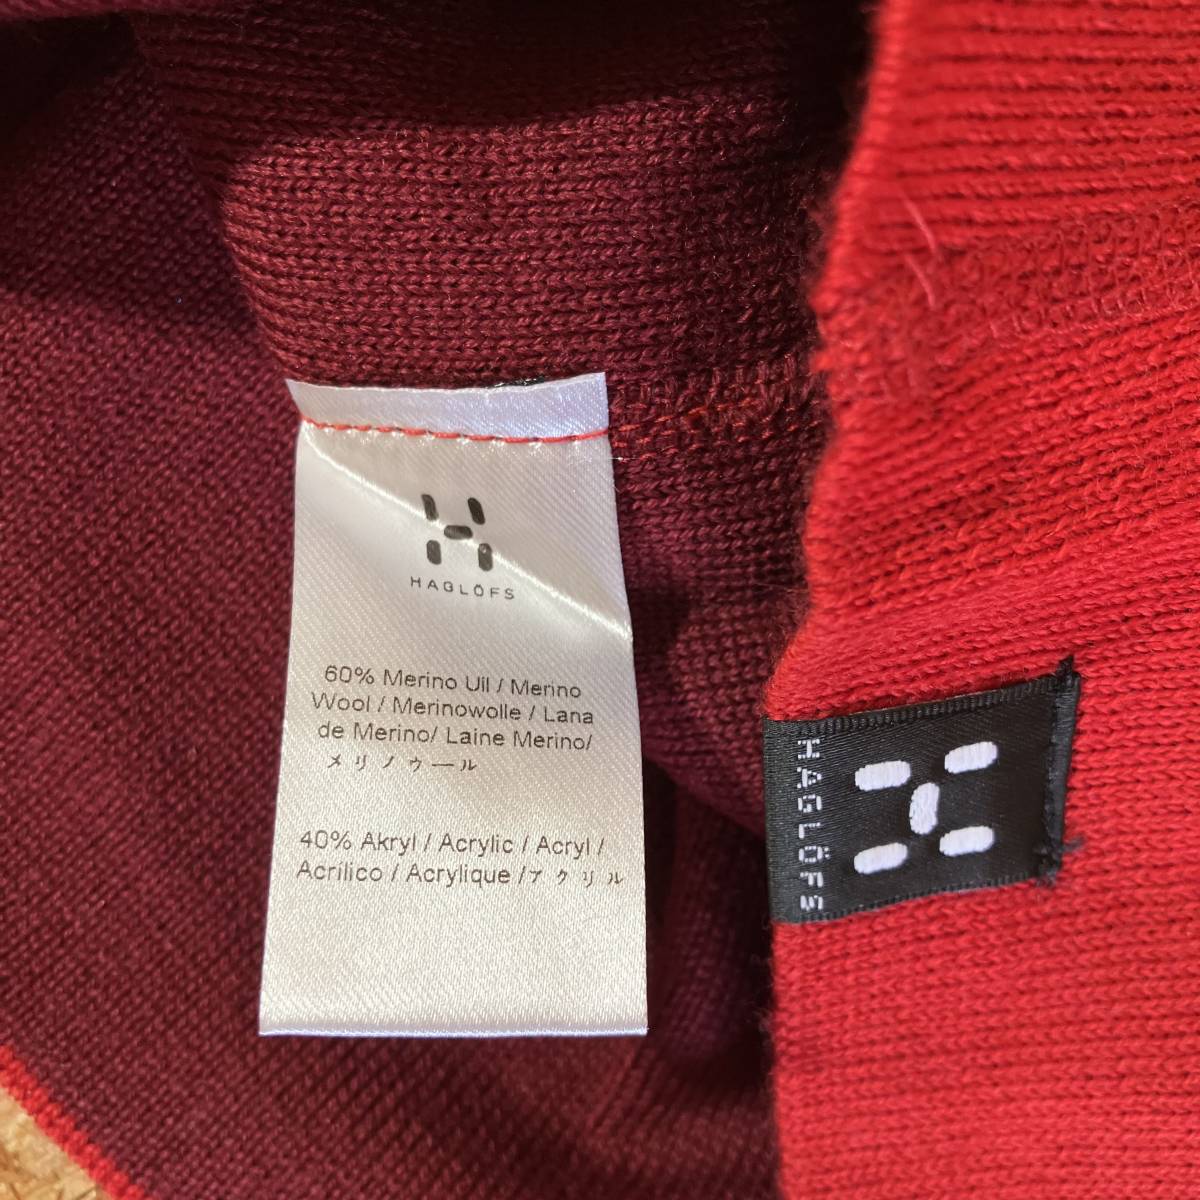 HAGLÖFS
60% Merino Uil / Merino
Wool / Merinowolle / Lana
de Merino/ Laine Merino/
メリノゥール
40% Akryl / Acrylic / Acryl /
Acrilico / Acrylique /アクリル
HAGLÖFS